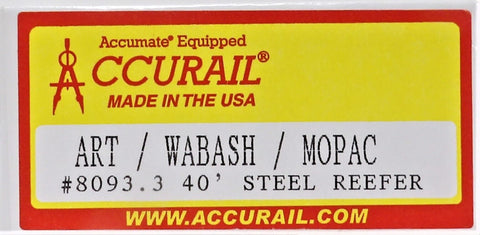 Accumate® Equipped
ACCURAIL®
MADE IN THE USA
ART / WABASH / MOPAC
#8093.3 40' STEEL REEFER
WWW.ACCURAIL.COM